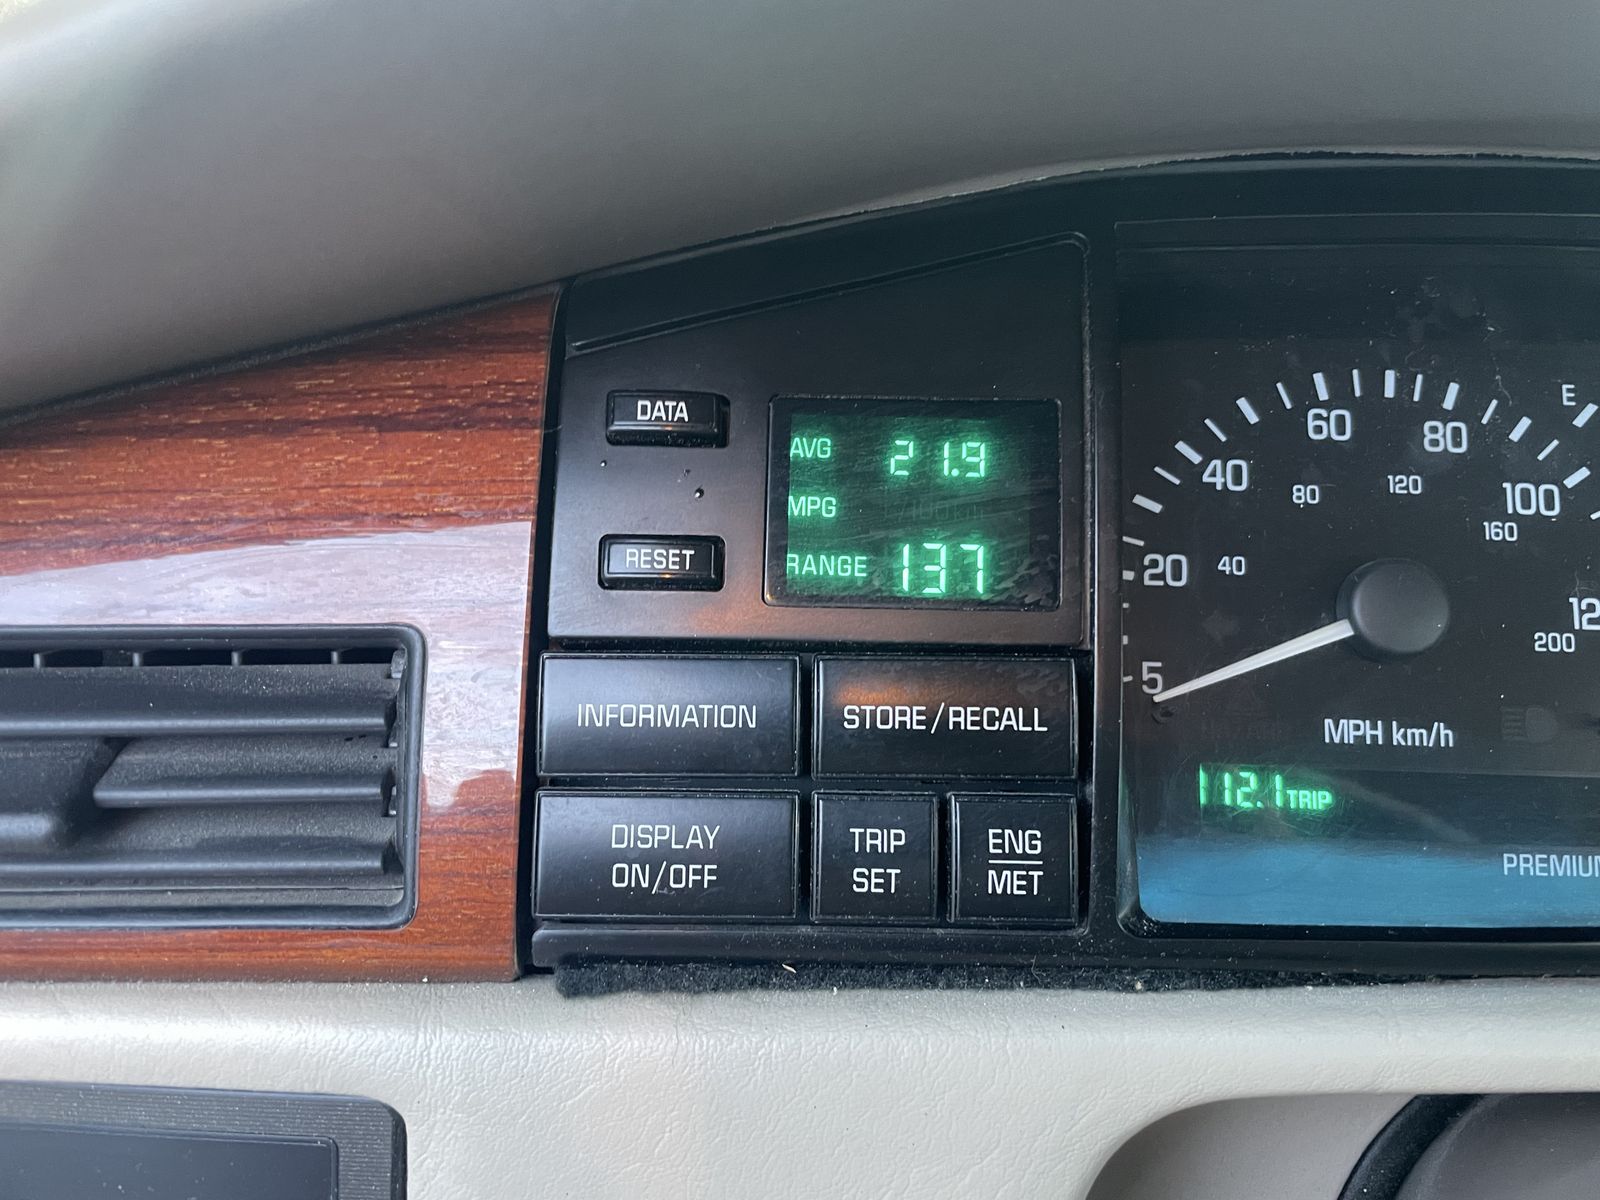 DATA
RESET
AVG 21.9
MPG
RANGE 137
INFORMATION
STORE/RECALL
DISPLAY
ON/OFF
TRIP
SET
ENG
MET
5
20
40
60
80
100
40
80
120
160
200
E
MPH km/h
112.1 TRIP